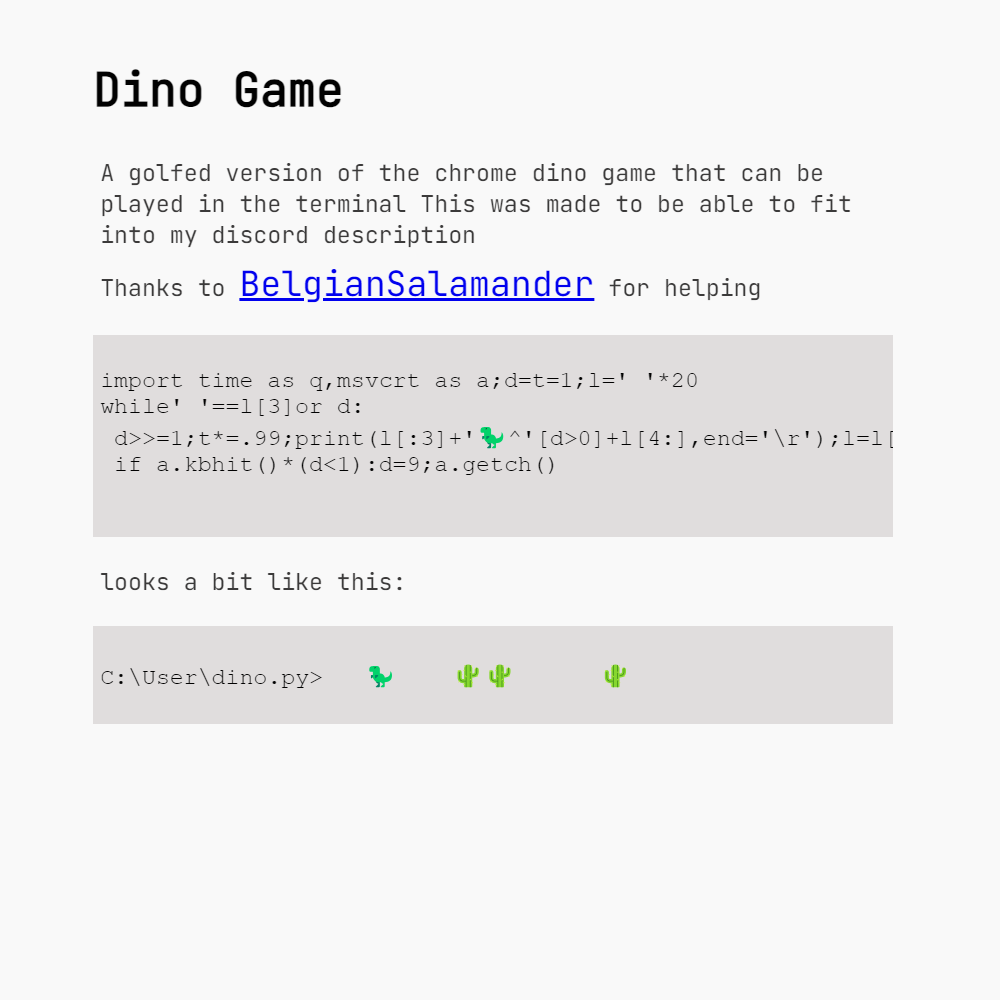 Dino Game
A golfed version of the chrome dino game that can be
played in the terminal This was made to be able to fit
into my discord description
Thanks to BelgianSalamander for helping
import time as q,msvcrt as a;d=t=1;l=' '*20
while' '==l[3]or d:
 d>>=1;t*=.99;print(l[:3]+'🦖^'[d>0]+l[4:],end='\r');l=l[
 if a.kbhit()*(d<1):d=9;a.getch()
looks a bit like this:
C:\User\dino.py>   🦖    🌵🌵      🌵